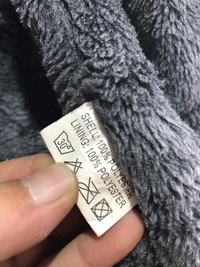 SHELL: 100% POLYESTER
LINING: 100% POLYESTER
30°